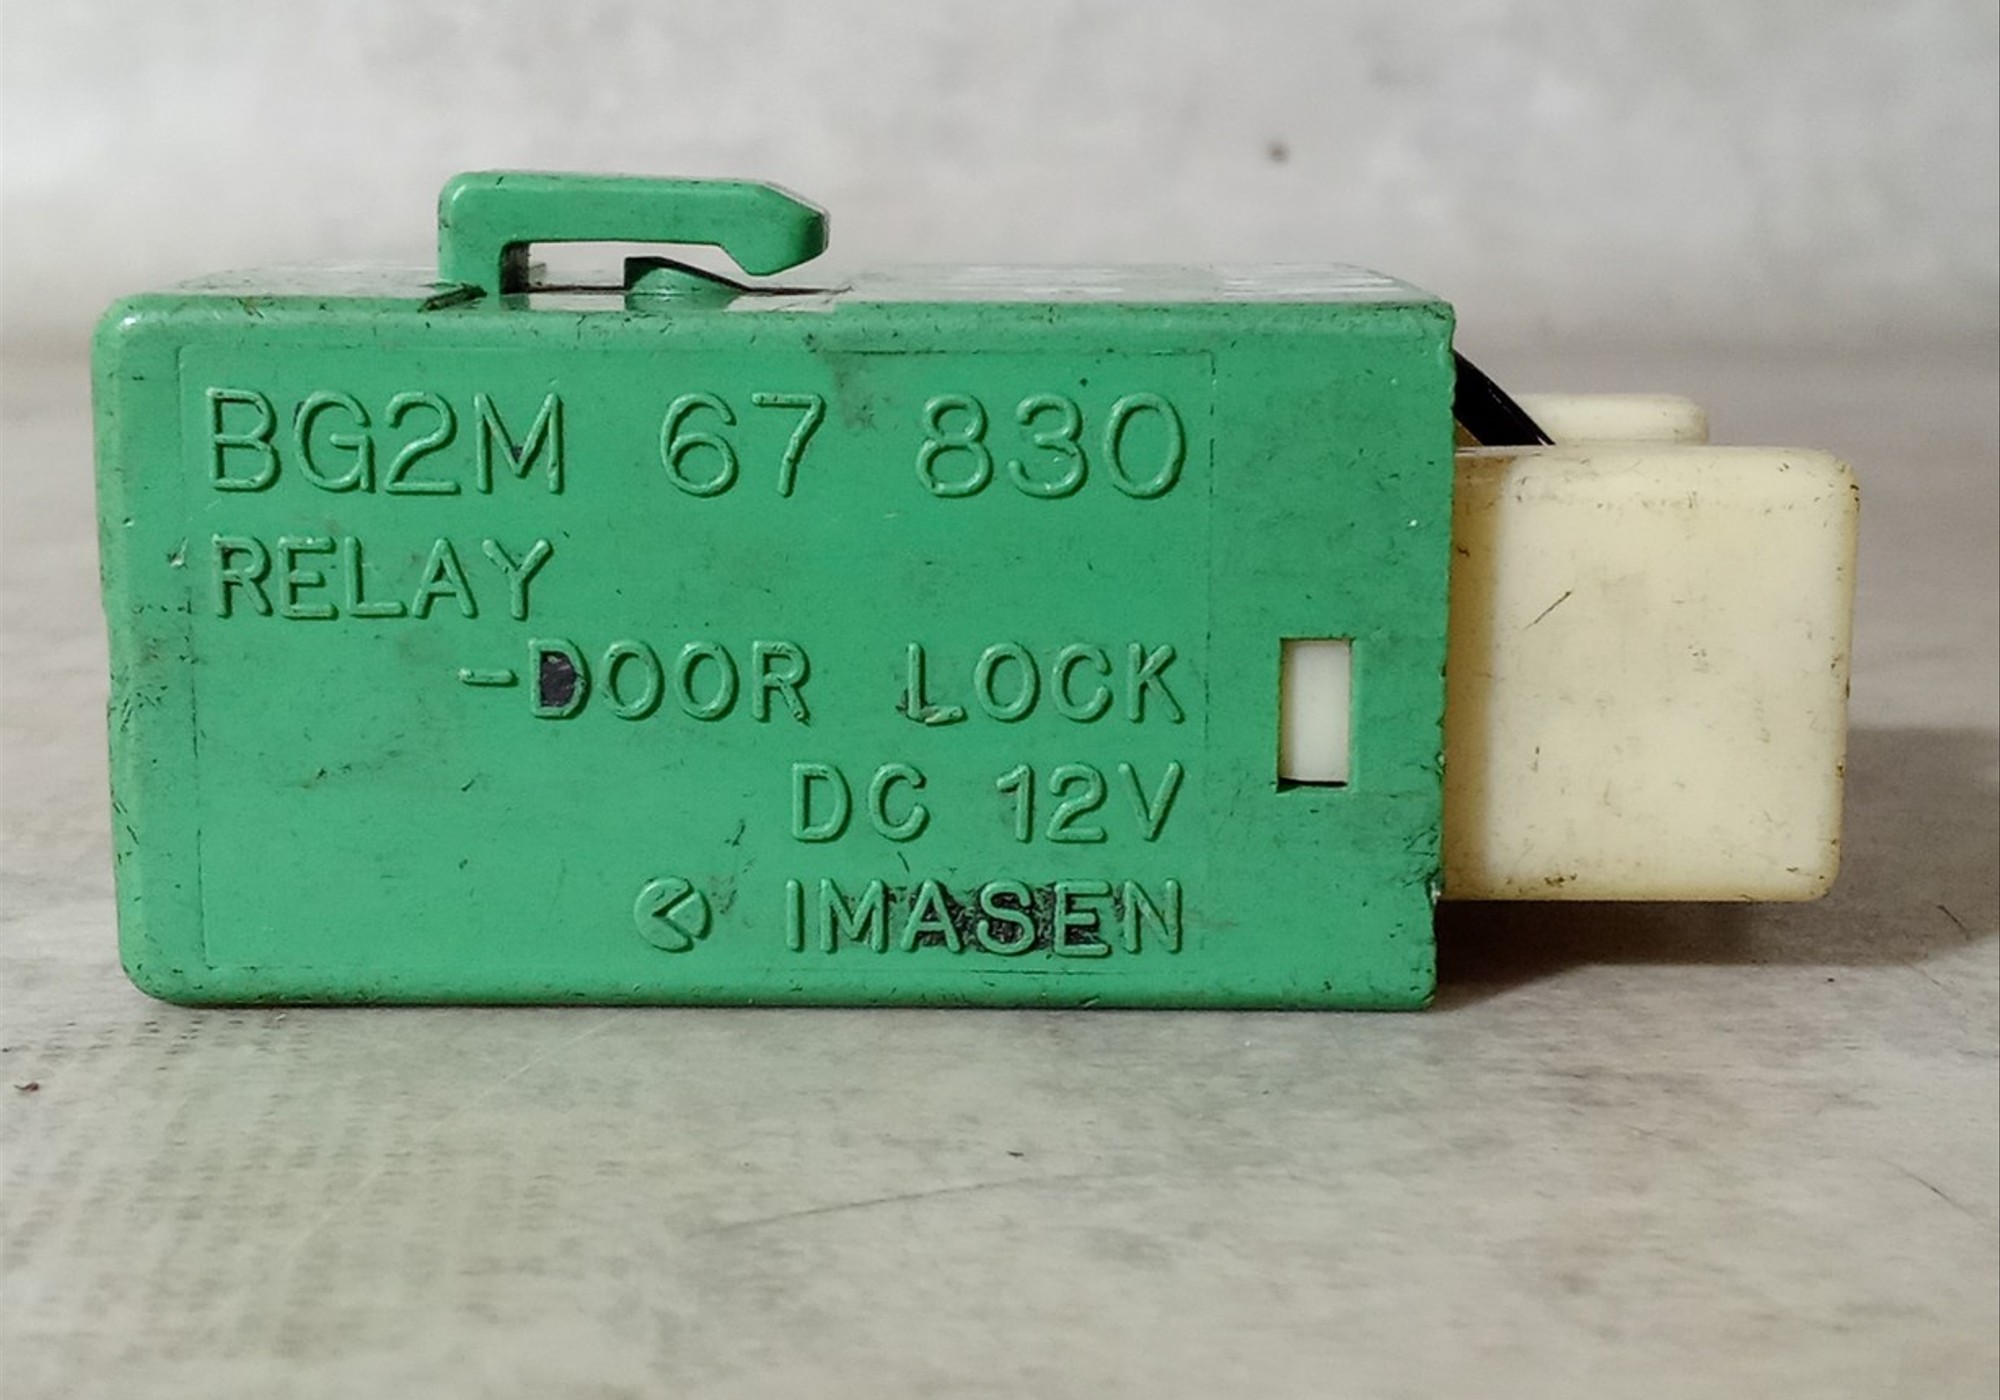 BG2M 67 830
RELAY
-DOOR LOCK
DC 12V
IMASEN